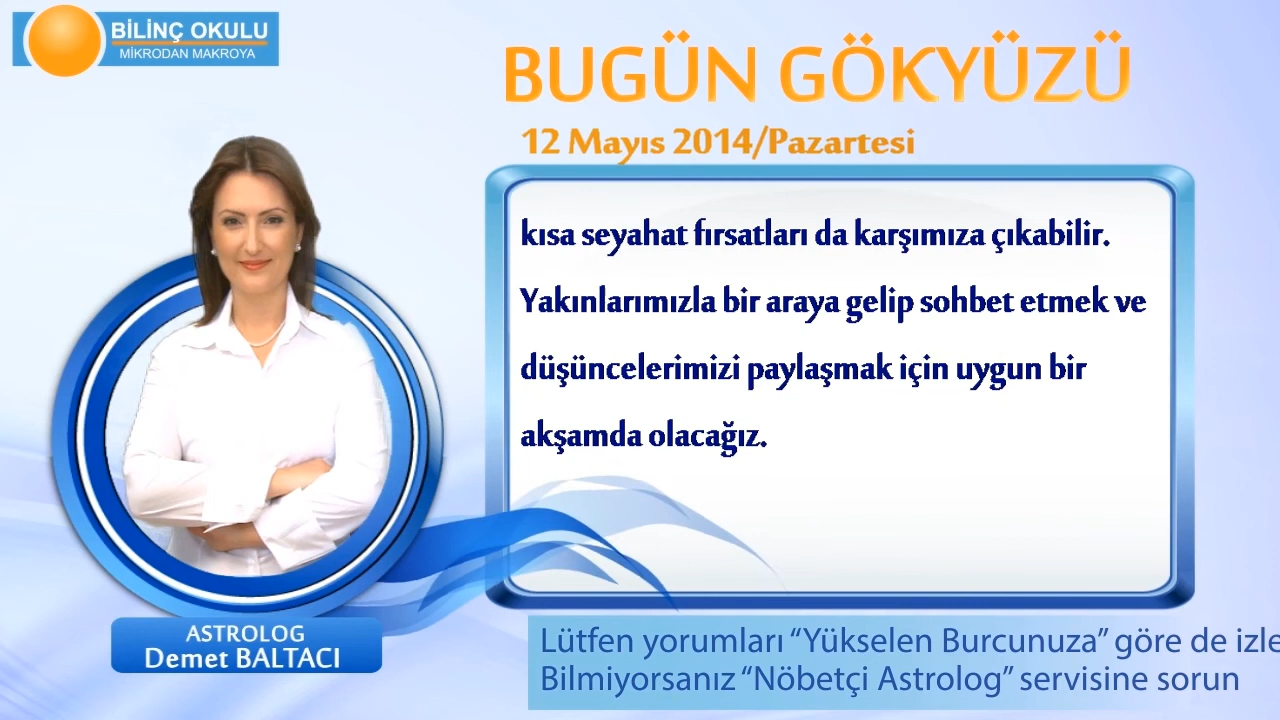 BİLİNÇ OKULU
MİKRODAN MAKROYA
BUGÜN GÖKYÜZÜ
12 Mayıs 2014/Pazartesi
kısa seyahat fırsatları da karşımıza çıkabilir.
Yakınlarımızla bir araya gelip sohbet etmek ve
düşüncelerimizi paylaşmak için uygun bir
akşamda olacağız.
ASTROLOG
Demet BALTACI
Lütfen yorumları “Yükselen Burcunuza” göre de izle
Bilmiyorsanız “Nöbetçi Astrolog” servisine sorun